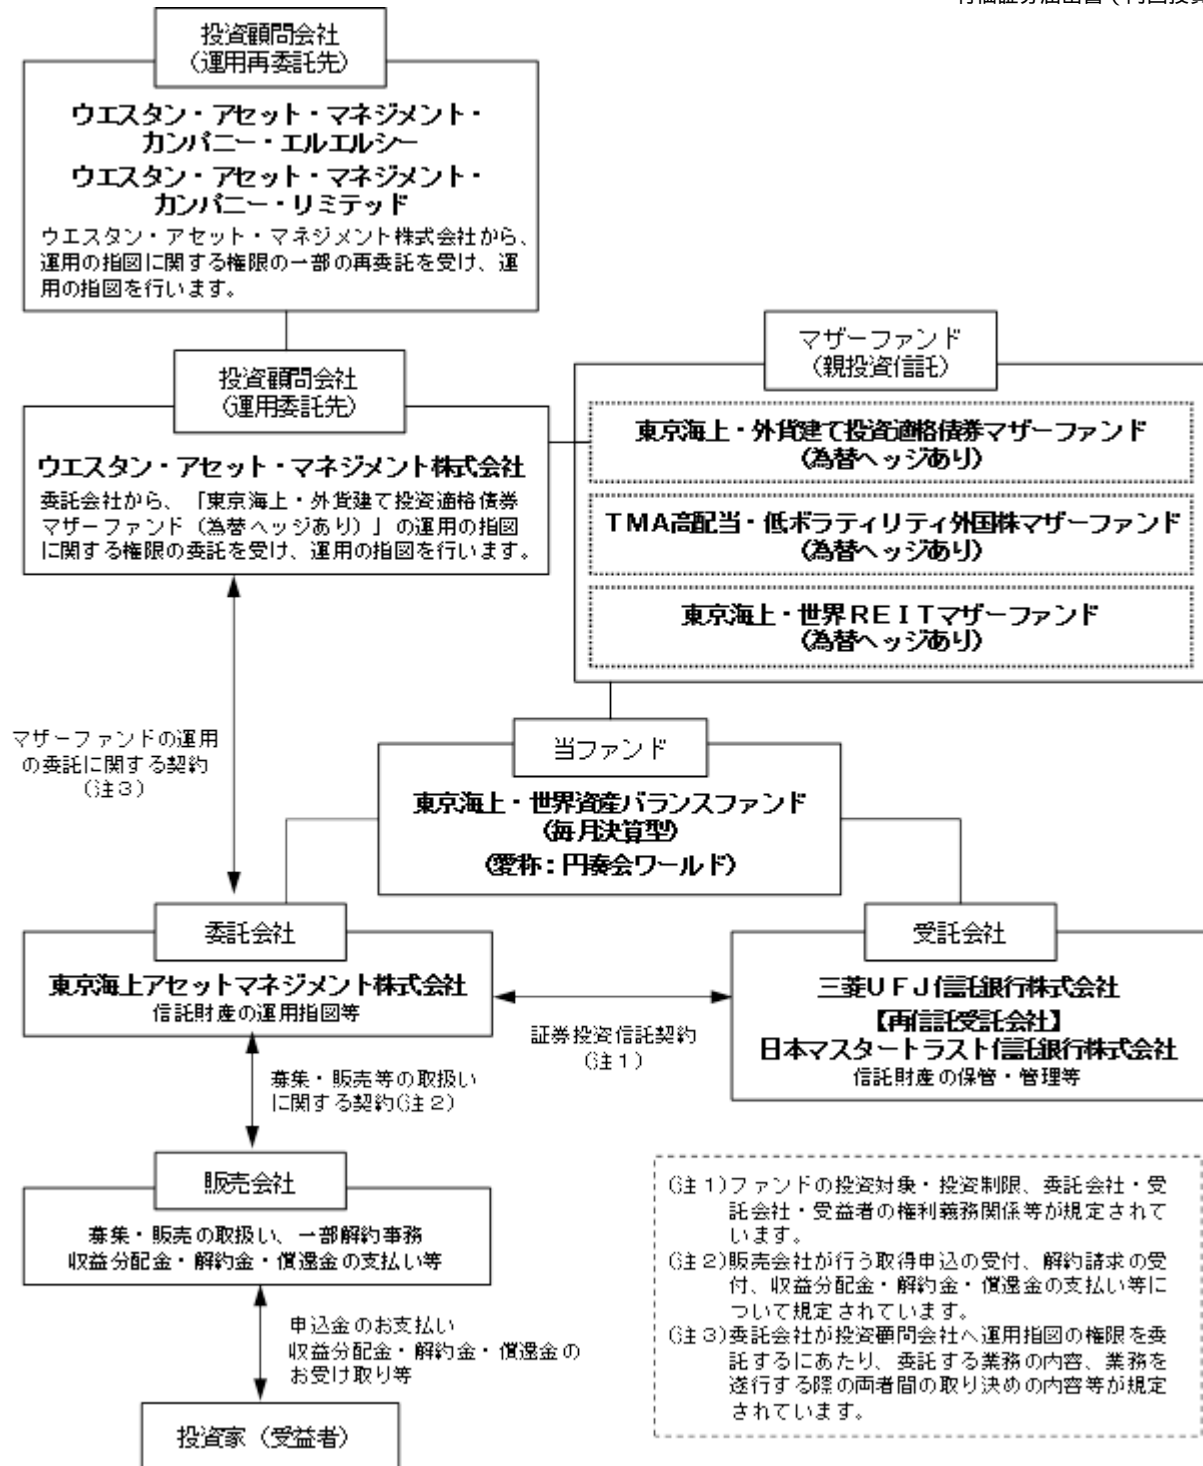 投資顧問会社
（運用再委託先）
ウエスタン・アセット・マネジメント・
カンパニー・エルエルシー
ウエスタン・アセット・マネジメント・
カンパニー・リミテッド
ウエスタン・アセット・マネジメント株式会社から、
運用の指図に関する権限の一部の再委託を受け、運
用の指図を行います。
投資顧問会社
（運用委託先）
ウエスタン・アセット・マネジメント株式会社
委託会社から、「東京海上・外貨建て投資適格債券
マザーファンド（為替ヘッジあり）」の運用の指図
に関する権限の委託を受け、運用の指図を行います。
マザーファンド
（親投資信託）
東京海上・外貨建て投資適格債券マザーファンド
（為替ヘッジあり）
ＴＭＡ高配当・低ボラティリティ外国株マザーファンド
（為替ヘッジあり）
東京海上・世界ＲＥＩＴマザーファンド
（為替ヘッジあり）
マザーファンドの運用
の委託に関する契約
（注３）
当ファンド
東京海上・世界資産バランスファンド
（毎月決算型）
（愛称：円奏会ワールド）
委託会社
東京海上アセットマネジメント株式会社
信託財産の運用指図等
証券投資信託契約
（注１）
受託会社
三菱ＵＦＪ信託銀行株式会社
【再信託受託会社】
日本マスタートラスト信託銀行株式会社
信託財産の保管・管理等
募集・販売等の取扱い
に関する契約（注２）
販売会社
募集・販売の取扱い、一部解約事務
収益分配金・解約金・償還金の支払い等
申込金のお支払い
収益分配金・解約金・償還金の
お受け取り等
投資家（受益者）
（注１）ファンドの投資対象・投資制限、委託会社・受
託会社・受益者の権利義務関係等が規定されて
います。
（注２）販売会社が行う取得申込の受付、解約請求の受
付、収益分配金・解約金・償還金の支払い等に
ついて規定されています。
（注３）委託会社が投資顧問会社へ運用指図の権限を委
託するにあたり、委託する業務の内容、業務を
遂行する際の両者間の取り決めの内容等が規定
されています。